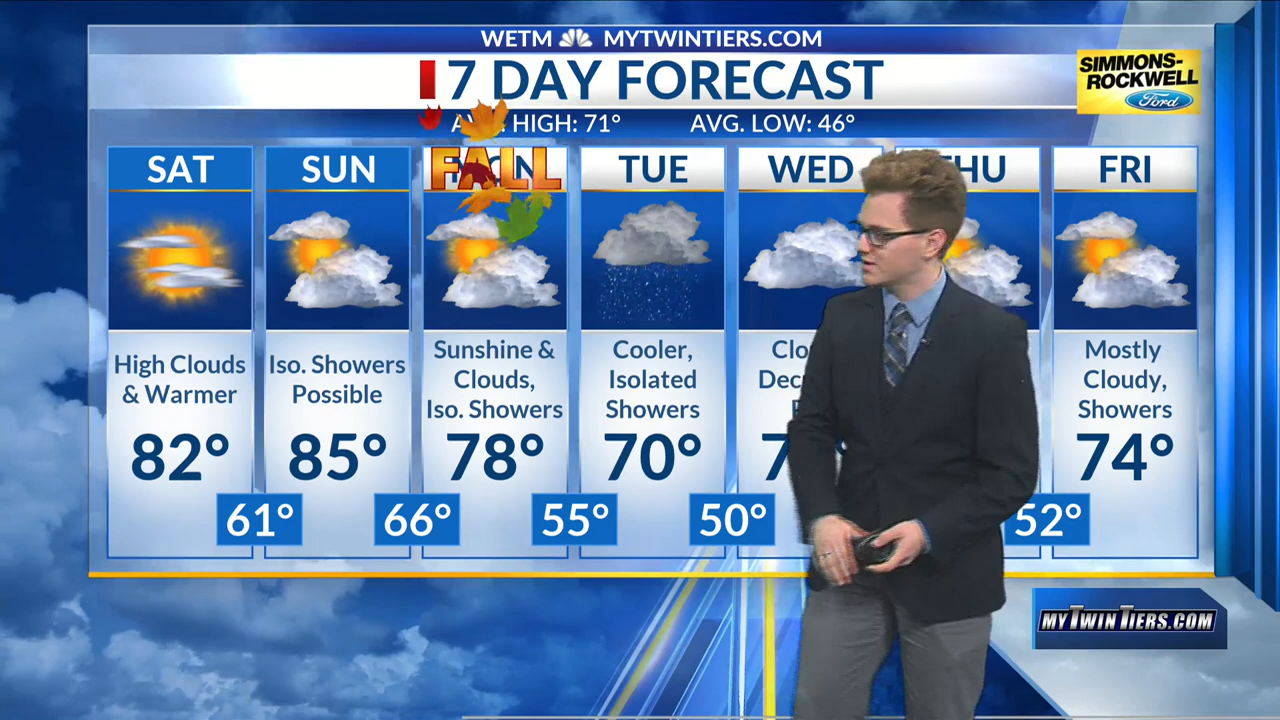 WETM MYTWINTIERS.COM
7 DAY FORECAST
SIMMONS-
ROCKWELL
Ford
HIGH: 71° AVG. LOW: 46°
SAT
SUN
FALL
TUE
WED
FRI
High Clouds
& Warmer
82°
Iso. Showers
Possible
85°
Sunshine &
Clouds,
Iso. Showers
78°
Cooler,
Isolated
Showers
70°
Mostly
Cloudy,
Showers
74°
61°
66°
55°
50°
52°
MYTWINTIERS.COM